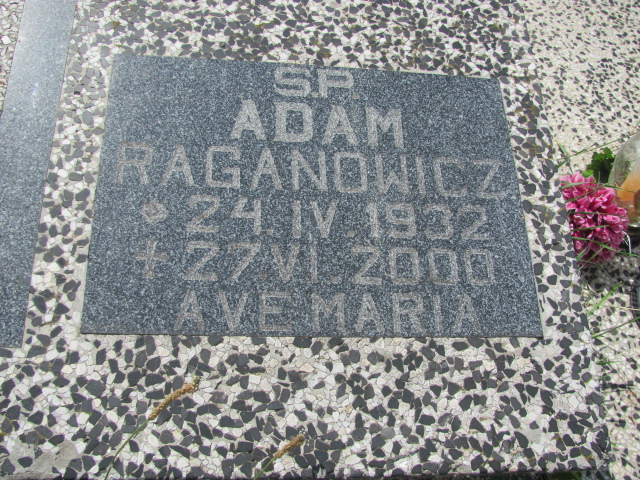 S.P.
ADAM
RAGANOWICZ
* 24 IV 1932
+ 27.VI.2000
AVE MARIA